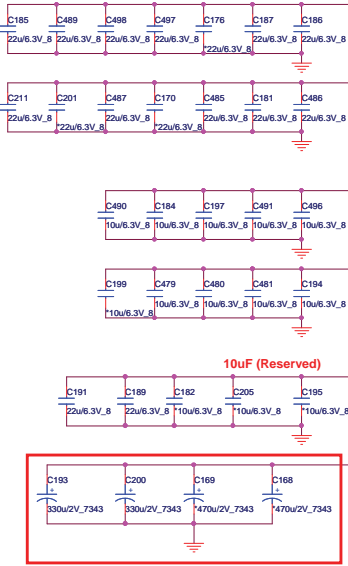 C185 C489 C498 C497 C176 C187 C186
22u/6.3V_8 22u/6.3V_8 22u/6.3V_8 22u/6.3V_8 *22u/6.3V_8 22u/6.3V_8 22u/6.3V_8
C211 C201 C487 C170 C485 C181 C486
22u/6.3V_8 *22u/6.3V_8 22u/6.3V_8 *22u/6.3V_8 22u/6.3V_8 22u/6.3V_8 22u/6.3V_8
C490 C184 C197 C491 C496
10u/6.3V_8 10u/6.3V_8 10u/6.3V_8 10u/6.3V_8 10u/6.3V_8
C199 C479 C480 C481 C194
*10u/6.3V_8 10u/6.3V_8 10u/6.3V_8 10u/6.3V_8 10u/6.3V_8
10uF (Reserved)
C191 C189 C182 C205 C195
22u/6.3V_8 22u/6.3V_8 *10u/6.3V_8 *10u/6.3V_8 *10u/6.3V_8
C193 C200 C169 C168
330u/2V_7343 330u/2V_7343 *470u/2V_7343 *470u/2V_7343